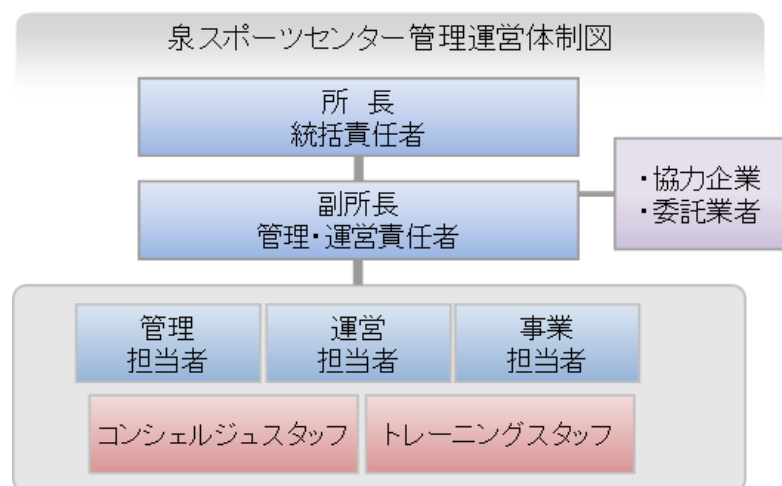 泉スポーツセンター管理運営体制図
所 長
統括責任者
副所長
管理・運営責任者
・協力企業
・委託業者
管理
担当者
運営
担当者
事業
担当者
コンシェルジュスタッフ
トレーニングスタッフ